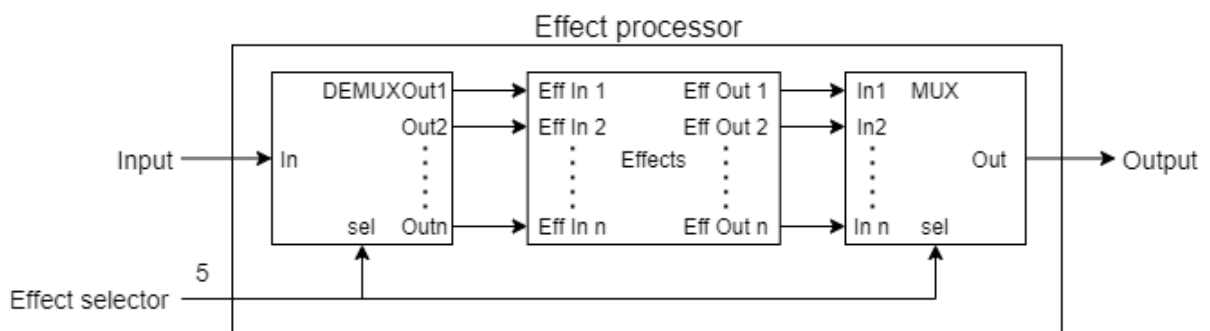 Effect processor
DEMUX Out1
Eff In 1
Eff Out 1
In1
MUX
Out2
Eff In 2
Eff Out 2
In2
Input
In
Effects
Out
Output
sel
Outn
Eff In n
Eff Out n
In n
sel
5
Effect selector